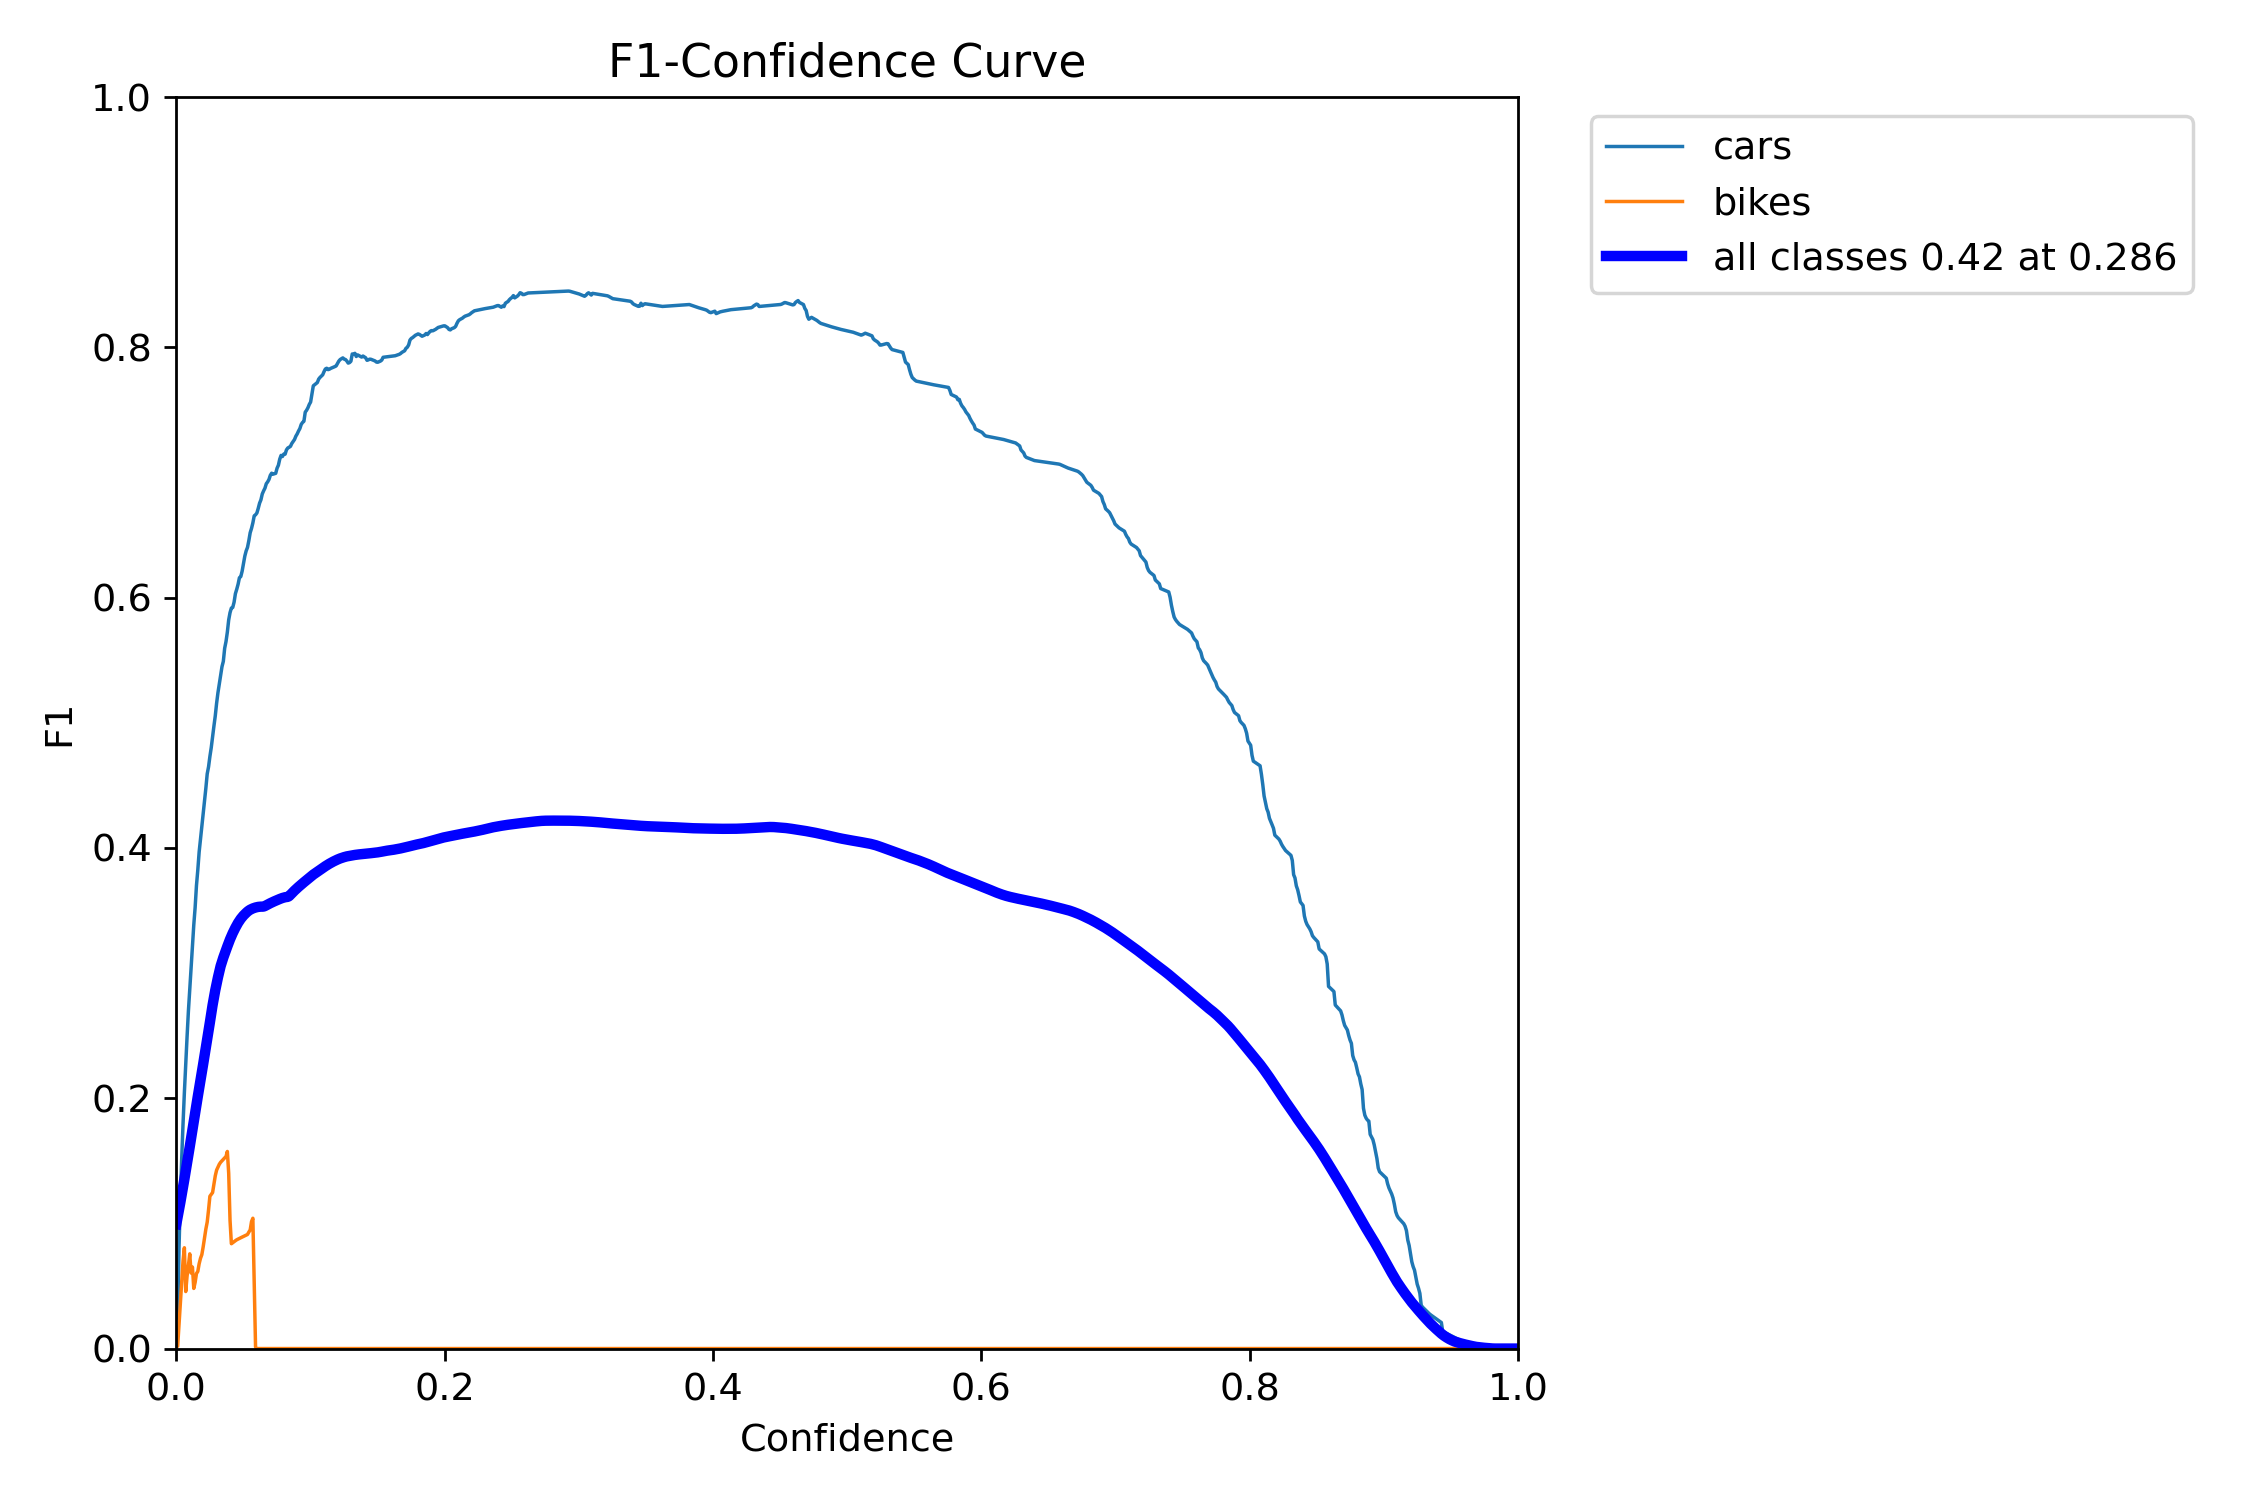 F1-Confidence Curve
1.0
0.8
0.6
0.4
0.2
0.0
F1
0.0 0.2 0.4 0.6 0.8 1.0
Confidence
cars
bikes
all classes 0.42 at 0.286